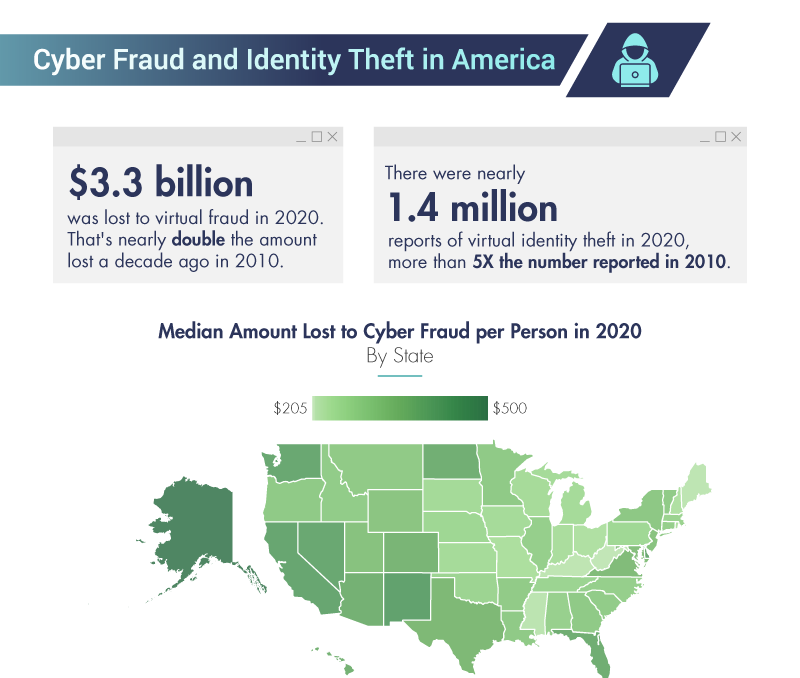 Cyber Fraud and Identity Theft in America
$3.3 billion
was lost to virtual fraud in 2020.
That's nearly double the amount
lost a decade ago in 2010.
There were nearly
1.4 million
reports of virtual identity theft in 2020,
more than 5X the number reported in 2010.
Median Amount Lost to Cyber Fraud per Person in 2020
By State
$205
$500